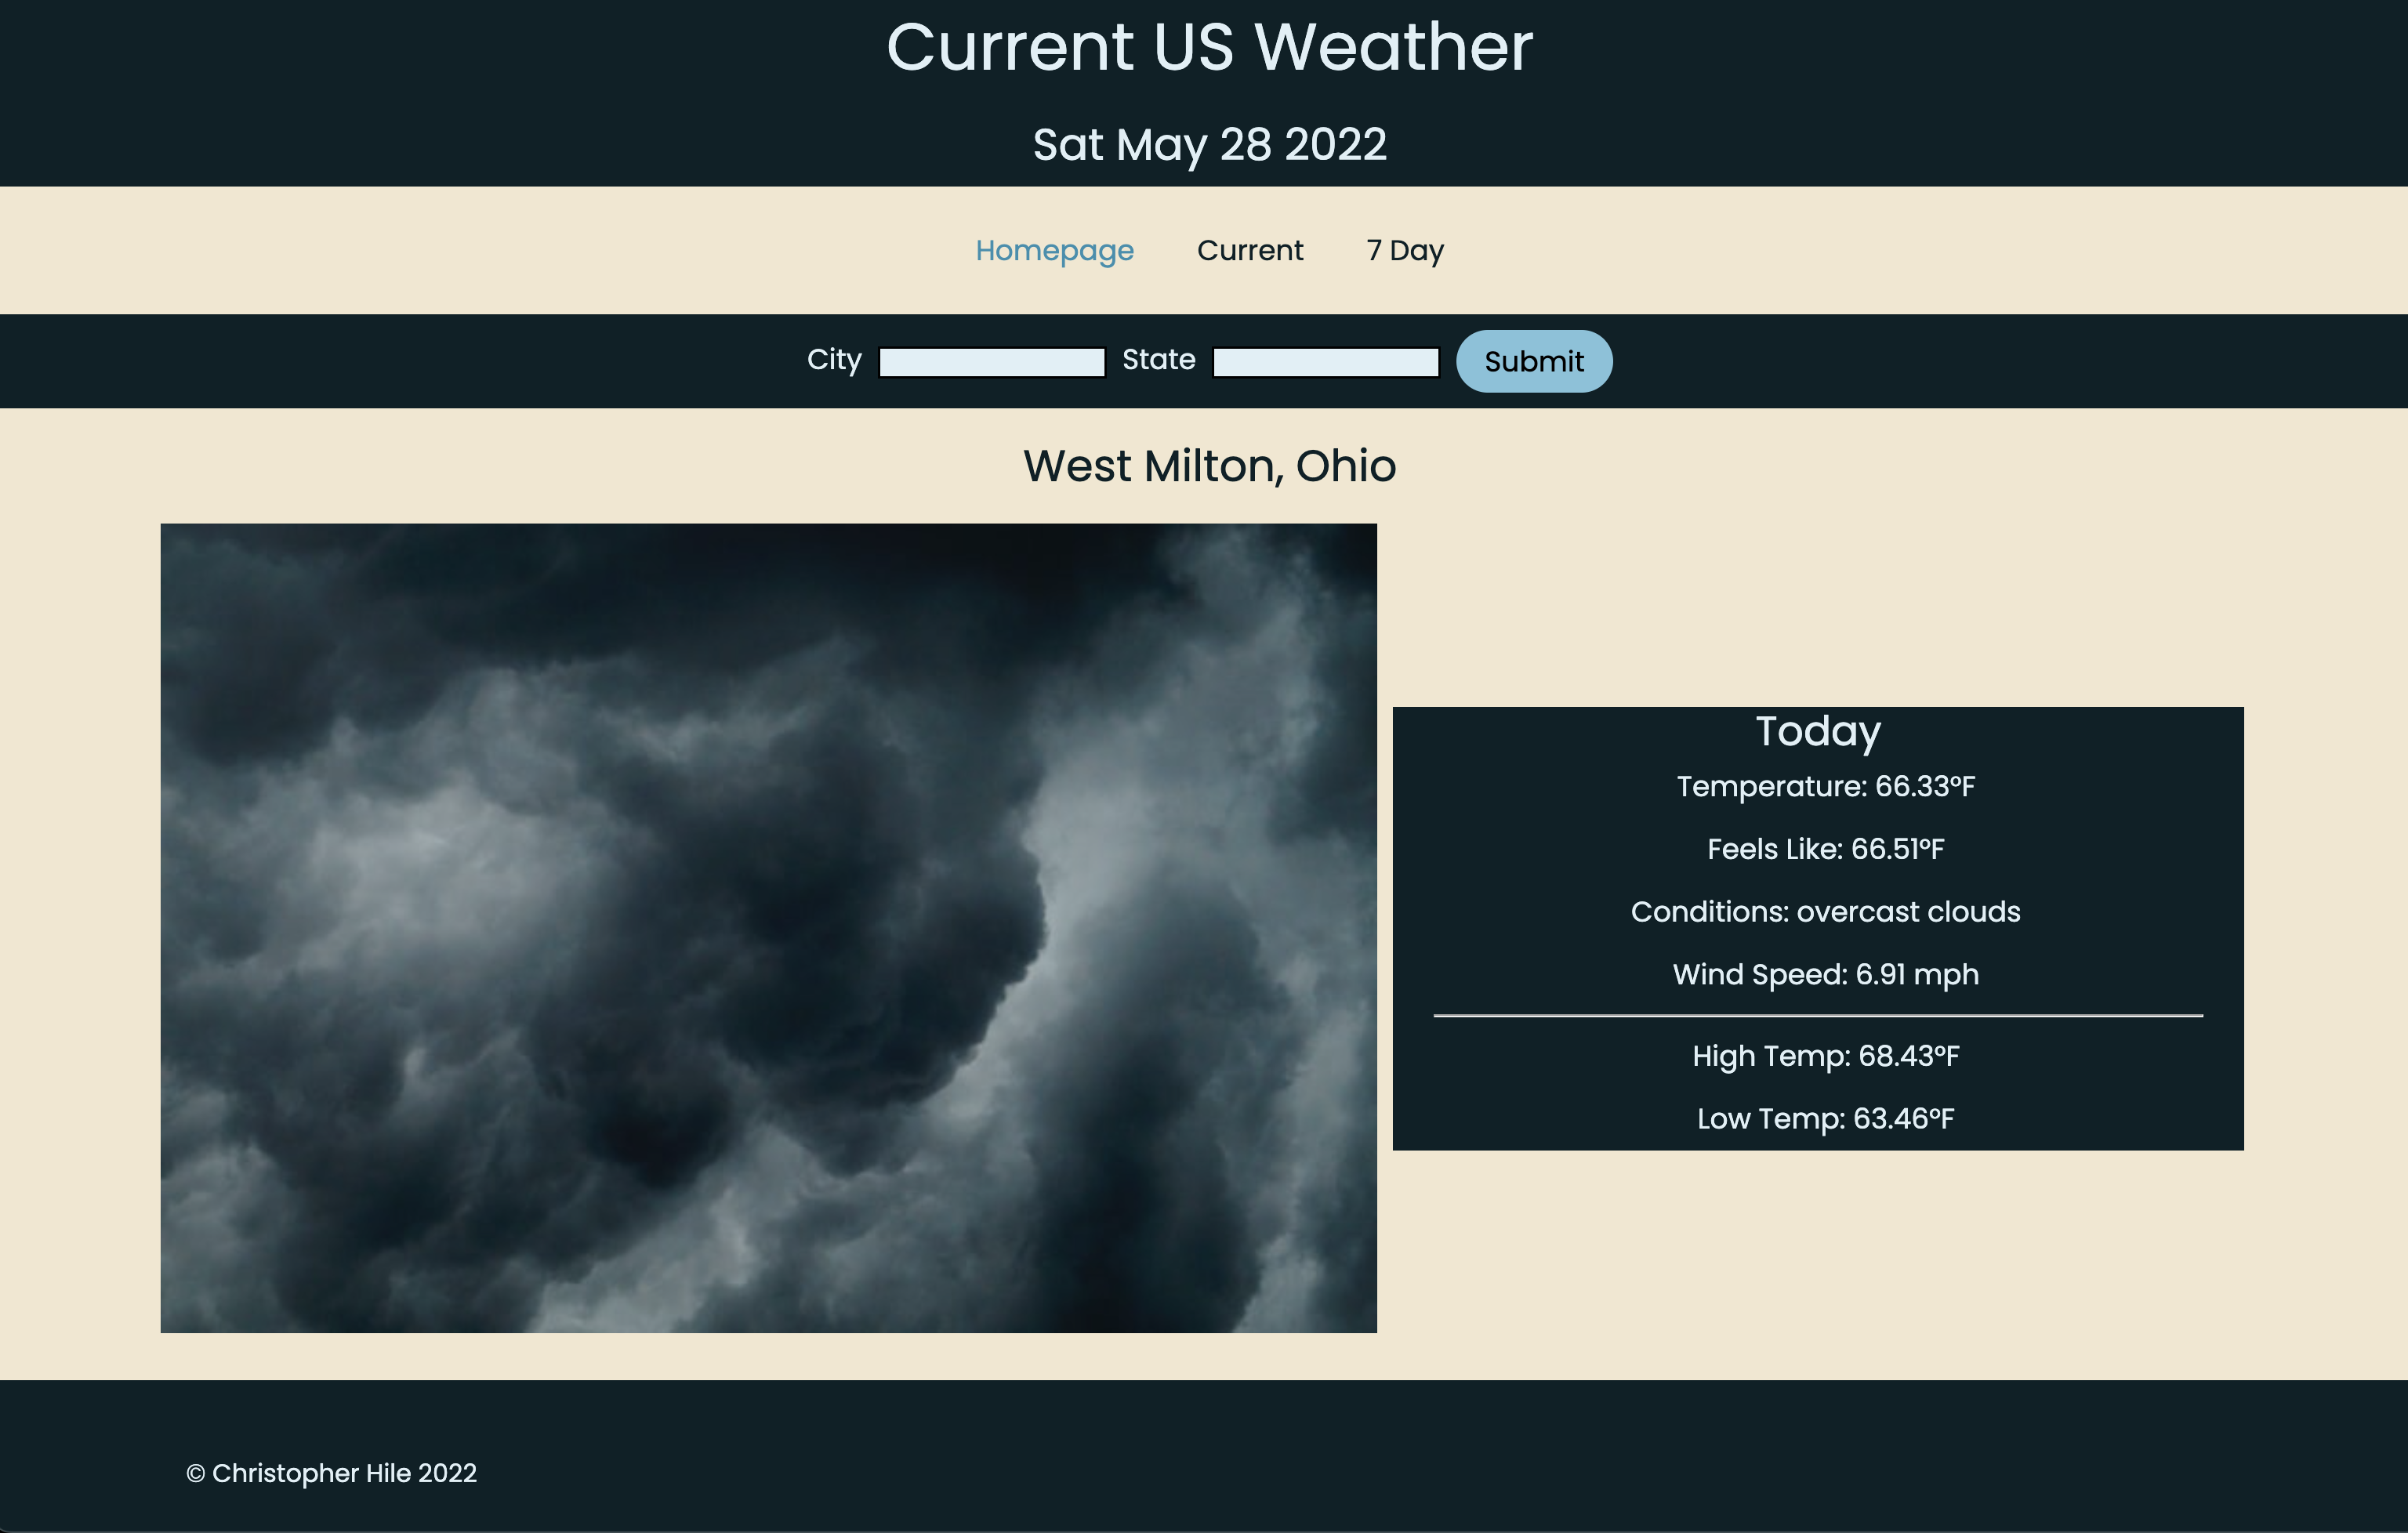 Current US Weather
Sat May 28 2022
Homepage Current 7 Day
City State Submit
West Milton, Ohio
Today
Temperature: 66.33°F
Feels Like: 66.51°F
Conditions: overcast clouds
Wind Speed: 6.91 mph
High Temp: 68.43°F
Low Temp: 63.46°F
© Christopher Hile 2022